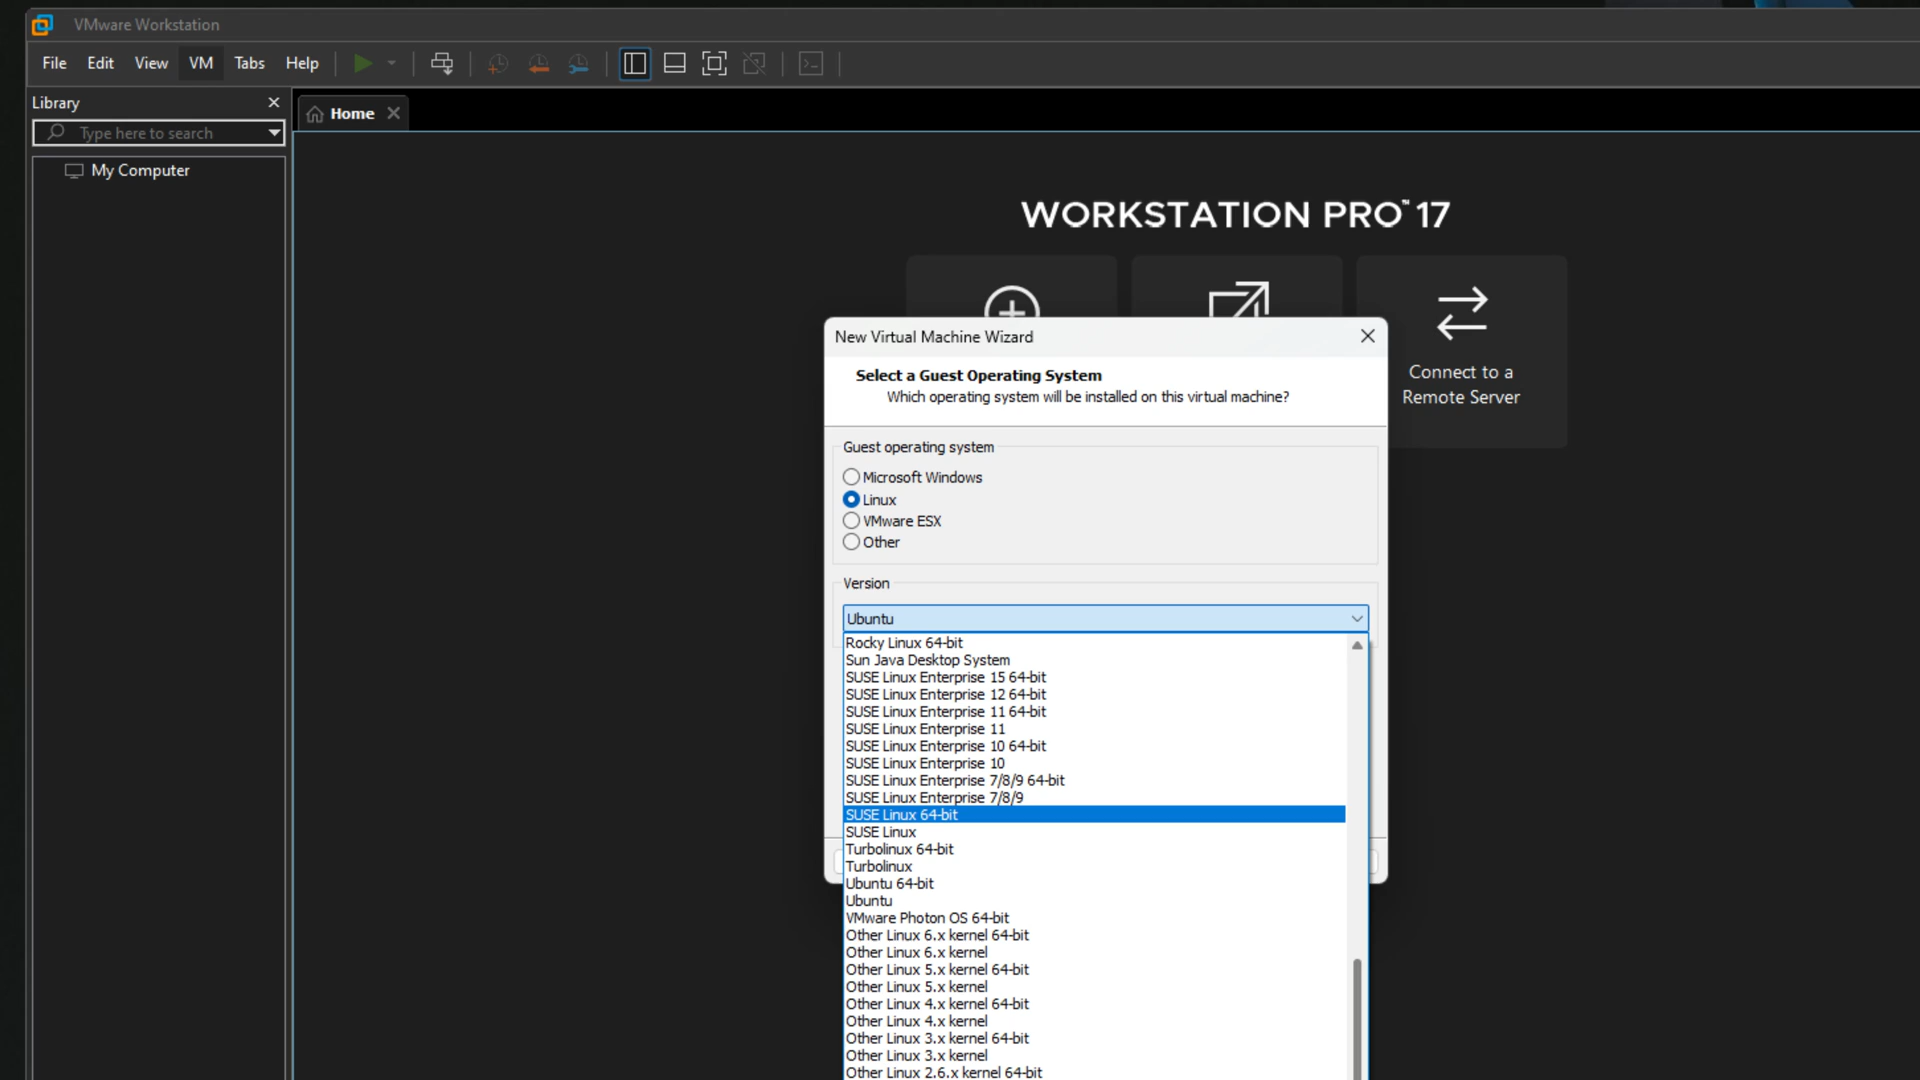 VMware Workstation
File Edit View VM Tabs Help
Library
Type here to search
My Computer
Home
WORKSTATION PRO™ 17
Connect to a
Remote Server
New Virtual Machine Wizard
Select a Guest Operating System
Which operating system will be installed on this virtual machine?
Guest operating system
Microsoft Windows
Linux
VMware ESX
Other
Version
Ubuntu
Rocky Linux 64-bit
Sun Java Desktop System
SUSE Linux Enterprise 15 64-bit
SUSE Linux Enterprise 12 64-bit
SUSE Linux Enterprise 11 64-bit
SUSE Linux Enterprise 11
SUSE Linux Enterprise 10 64-bit
SUSE Linux Enterprise 10
SUSE Linux Enterprise 7/8/9 64-bit
SUSE Linux Enterprise 7/8/9
SUSE Linux 64-bit
SUSE Linux
Turbolinux 64-bit
Turbolinux
Ubuntu 64-bit
Ubuntu
VMware Photon OS 64-bit
Other Linux 6.x kernel 64-bit
Other Linux 6.x kernel
Other Linux 5.x kernel 64-bit
Other Linux 5.x kernel
Other Linux 4.x kernel 64-bit
Other Linux 4.x kernel
Other Linux 3.x kernel 64-bit
Other Linux 3.x kernel
Other Linux 2.6.x kernel 64-bit